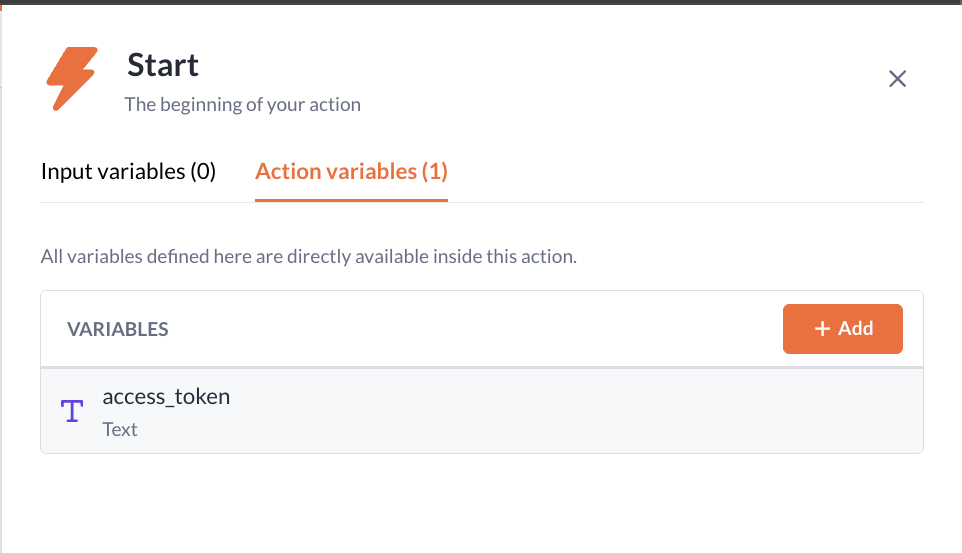 Start
The beginning of your action
Input variables (0)
Action variables (1)
All variables defined here are directly available inside this action.
VARIABLES
+ Add
access_token
Text